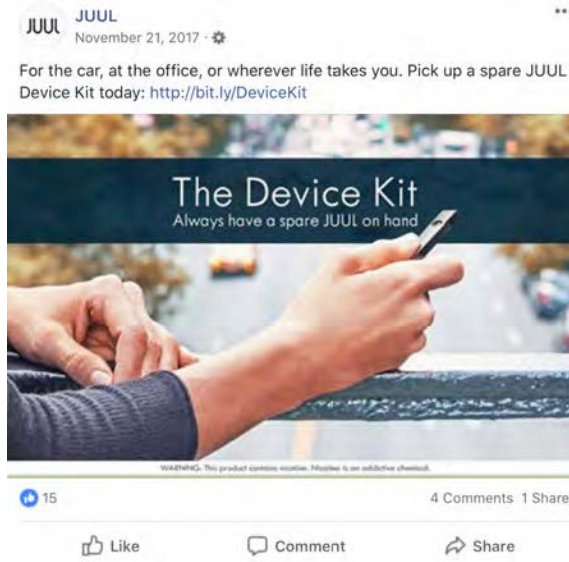 JUUL
JUUL
November 21, 2017 ·
For the car, at the office, or wherever life takes you. Pick up a spare JUUL
Device Kit today: http://bit.ly/DeviceKit
The Device Kit
Always have a spare JUUL on hand
WARNING: This product contains nicotine. Nicotine is an addictive chemical.
15
4 Comments 1 Share
Like
Comment
Share